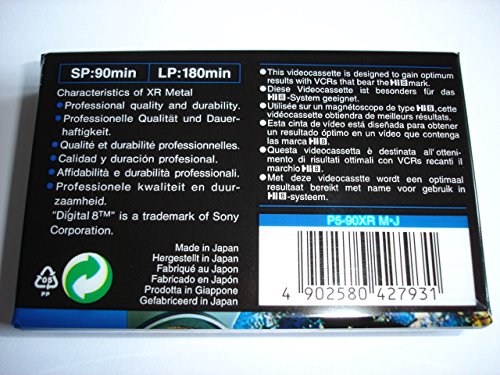 SP:90min LP:180min
Characteristics of XR Metal
• Professional quality and durability.
• Professionelle Qualität und Dauer-
haftigkeit.
• Qualité et durabilité professionnelles.
• Calidad y duración profesional.
• Affidabilità e durabilità professionali.
• Professionele kwaliteit en duur-
zaamheid.
"Digital 8™" is a trademark of Sony
Corporation.
Made in Japan
Hergestellt in Japan
Fabriqué au Japon
Fabricado en Japón
Prodotta in Giappone
Gefabriceerd in Japan
05
PP
• This videocassette is designed to gain optimum
results with VCRs that bear the Hi8 mark.
• Diese Videocassette ist besonders für das
Hi8-System geeignet.
• Utilisée sur un magnétoscope de type Hi8, cette
vidéocassette obtiendra de meilleurs résultats.
• Esta cinta de vídeo está diseñada para obtener
un resultado óptimo en un vídeo que contenga
las marca Hi8.
• Questa videocassetta è destinata all'otteni-
mento di risultati ottimali con VCRs recanti il
marchio Hi8.
• Met deze videocassette wordt een optimaal
resultaat bereikt met name voor gebruik in
Hi8-systeem.
P5-90XR M•J
4 902580 427931